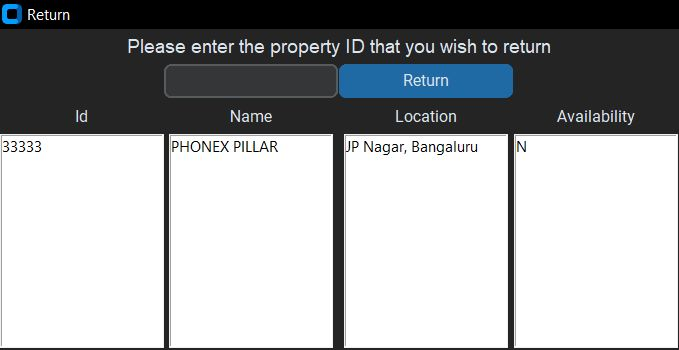 Return
Please enter the property ID that you wish to return
Return
Id Name Location Availability
33333 PHONEX PILLAR JP Nagar, Bangaluru N